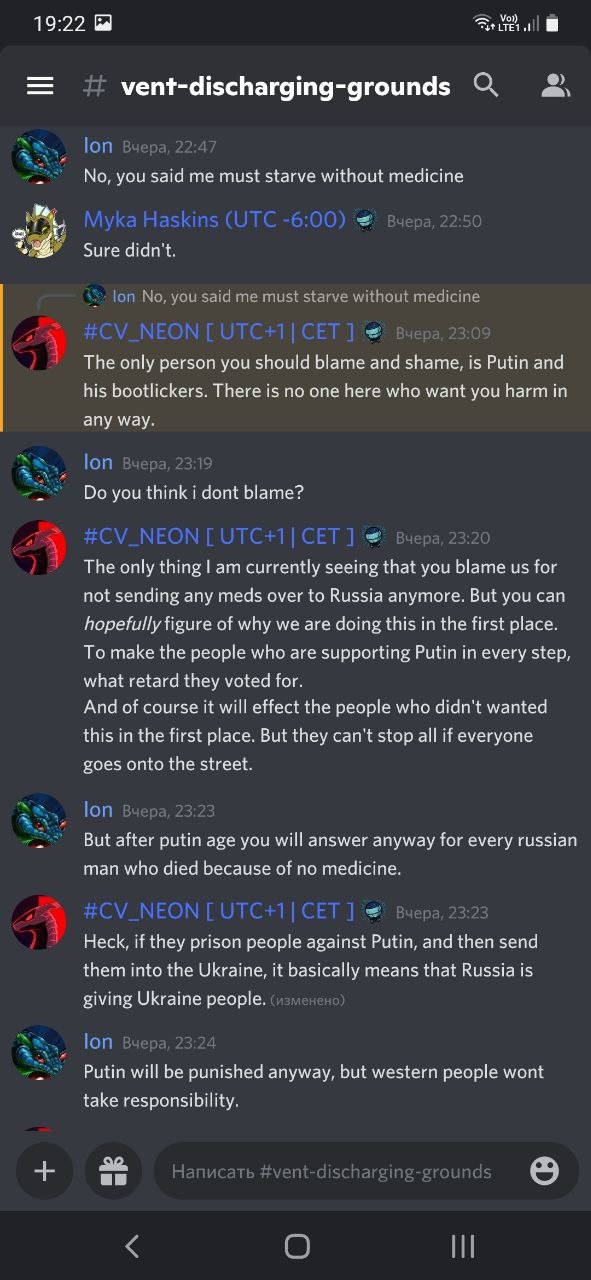 19:22
Vo))
LTE1
# vent-discharging-grounds
Ion Вчера, 22:47
No, you said me must starve without medicine
Myka Haskins (UTC -6:00) Вчера, 22:50
Sure didn't.
Ion No, you said me must starve without medicine
#CV_NEON [ UTC+1 | CET ] Вчера, 23:09
The only person you should blame and shame, is Putin and
his bootlickers. There is no one here who want you harm in
any way.
Ion Вчера, 23:19
Do you think i dont blame?
#CV_NEON [ UTC+1 | CET ] Вчера, 23:20
The only thing I am currently seeing that you blame us for
not sending any meds over to Russia anymore. But you can
hopefully figure of why we are doing this in the first place.
To make the people who are supporting Putin in every step,
what retard they voted for.
And of course it will effect the people who didn't wanted
this in the first place. But they can't stop all if everyone
goes onto the street.
Ion Вчера, 23:23
But after putin age you will answer anyway for every russian
man who died because of no medicine.
#CV_NEON [ UTC+1 | CET ] Вчера, 23:23
Heck, if they prison people against Putin, and then send
them into the Ukraine, it basically means that Russia is
giving Ukraine people. (изменено)
Ion Вчера, 23:24
Putin will be punished anyway, but western people wont
take responsibility.
Написать #vent-discharging-grounds